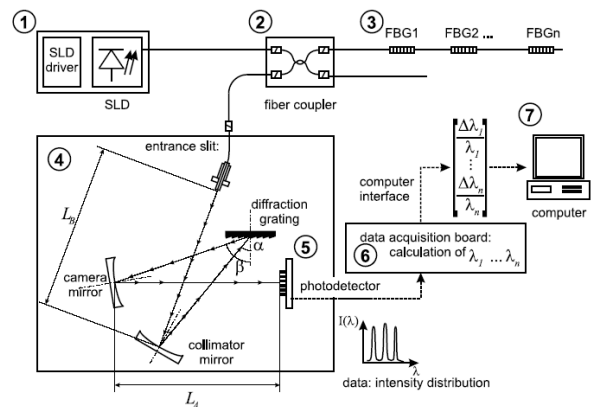 1
2
3
SLD
driver
SLD
fiber coupler
FBG1
FBG2 ...
FBGn
4
entrance slit:
L_B
diffraction
grating
α
β
5
camera
mirror
collimator
mirror
L_A
photodetector
computer
interface
Δλ_1
λ_1
⋮
Δλ_n
λ_n
7
computer
data acquisition board:
6
calculation of λ_1 ... λ_n
I(λ)
λ
data: intensity distribution